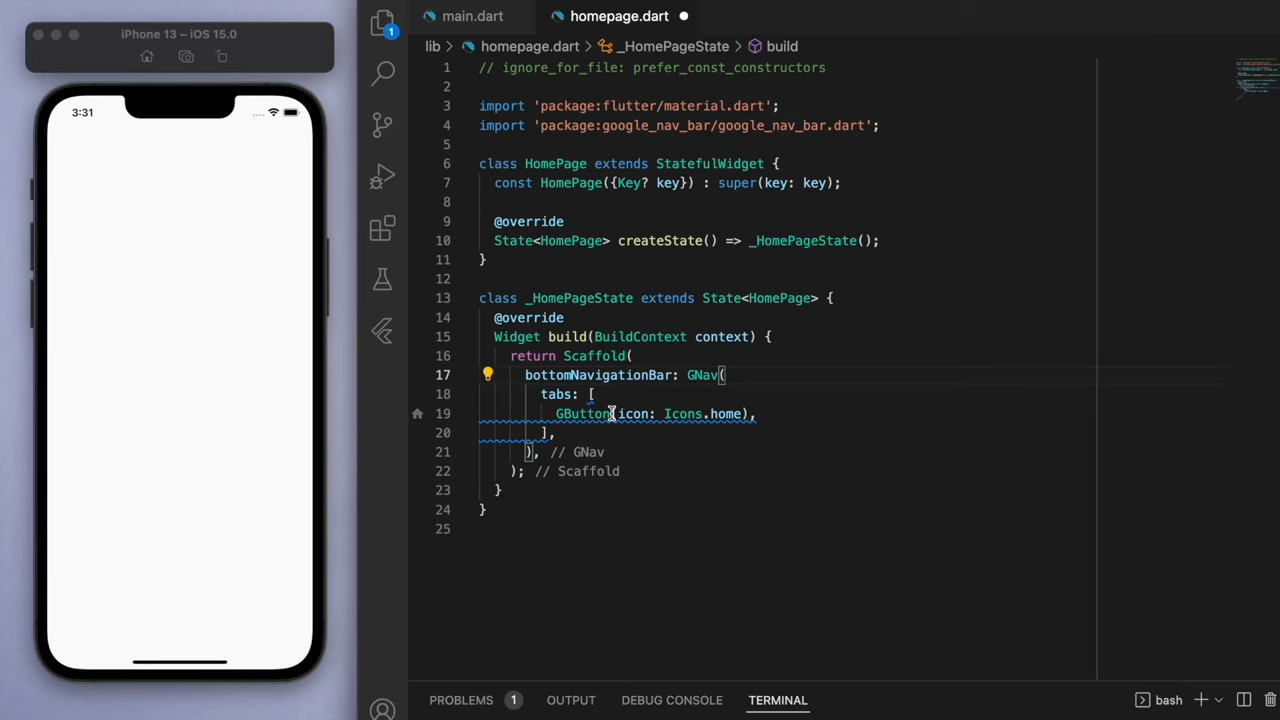 iPhone 13 – iOS 15.0
3:31
1
main.dart
homepage.dart
lib > homepage.dart > _HomePageState > build
1 // ignore_for_file: prefer_const_constructors
2
3 import 'package:flutter/material.dart';
4 import 'package:google_nav_bar/google_nav_bar.dart';
5
6 class HomePage extends StatefulWidget {
7 const HomePage({Key? key}) : super(key: key);
8
9 @override
10 State<HomePage> createState() => _HomePageState();
11 }
12
13 class _HomePageState extends State<HomePage> {
14 @override
15 Widget build(BuildContext context) {
16 return Scaffold(
17 bottomNavigationBar: GNav(
18 tabs: [
19 GButton(icon: Icons.home),
20 ],
21 ), // GNav
22 ); // Scaffold
23 }
24 }
25
PROBLEMS 1 OUTPUT DEBUG CONSOLE TERMINAL bash